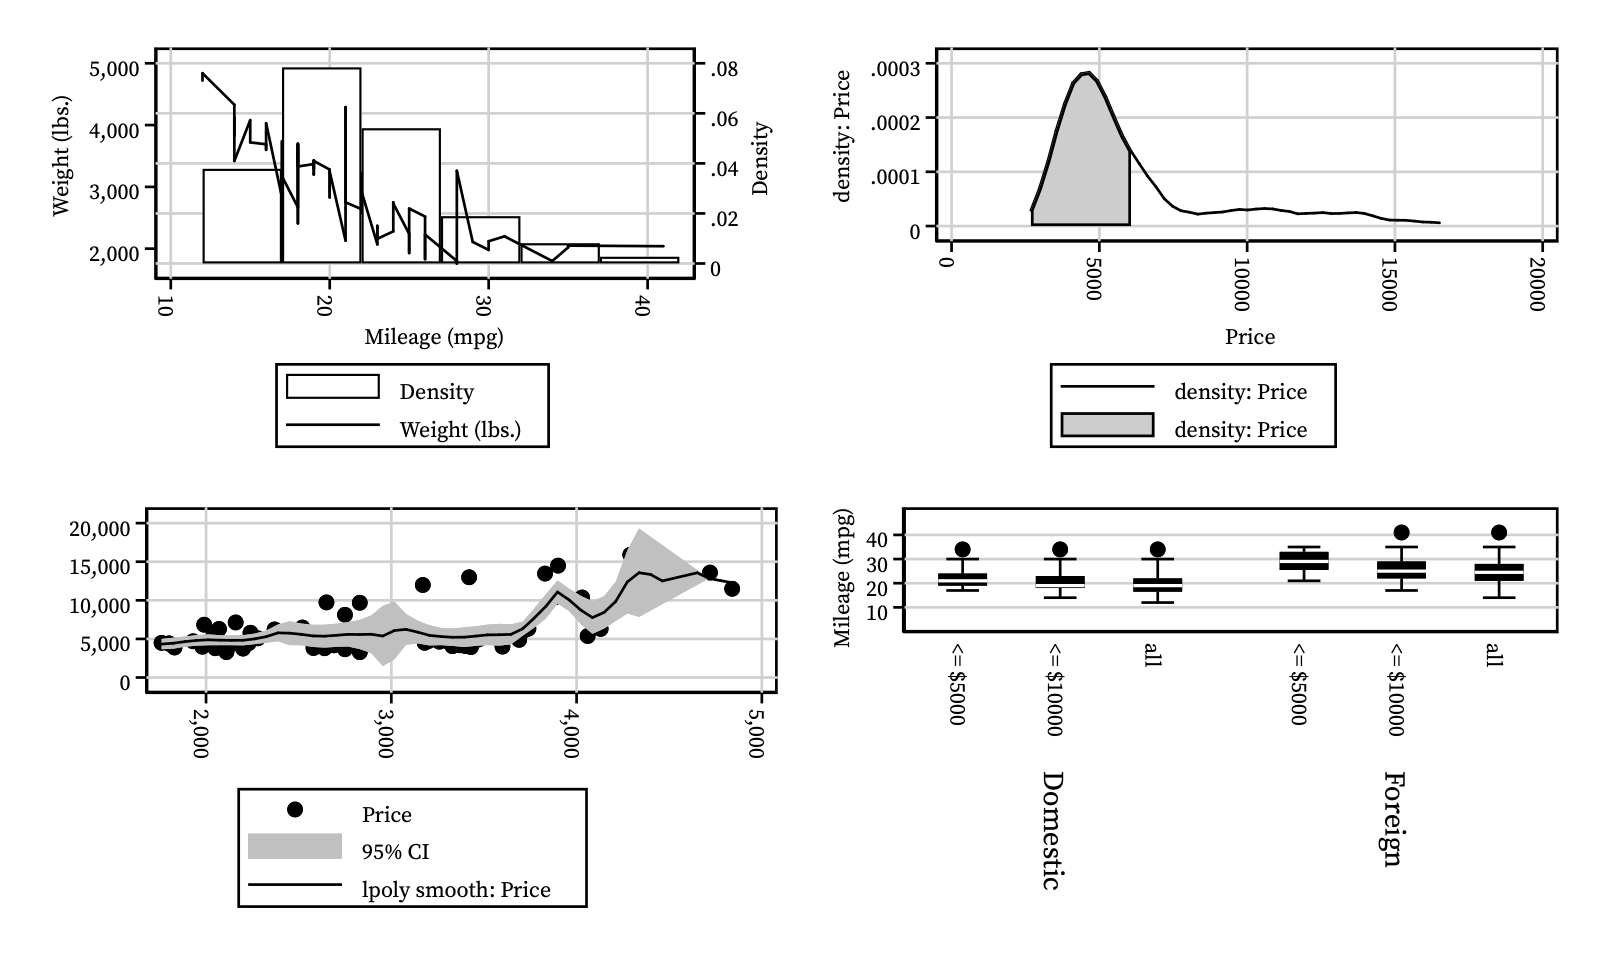 5,000
4,000
3,000
2,000
Weight (lbs.)
.08
.06
.04
.02
0
Density
10
20
30
40
Mileage (mpg)
Density
Weight (lbs.)
.0003
.0002
.0001
0
density: Price
0
5000
10000
15000
20000
Price
density: Price
density: Price
20,000
15,000
10,000
5,000
0
2,000
3,000
4,000
5,000
Price
95% CI
lpoly smooth: Price
Mileage (mpg)
40
30
20
10
<=$5000
<=$10000
all
<=$5000
<=$10000
all
Domestic
Foreign